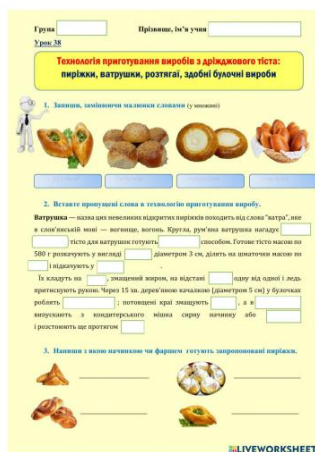 Група Прізвище, ім'я учня
Урок 38
Технологія приготування виробів з дріжджового тіста:
пиріжки, ватрушки, розтягаї, здобні булочні вироби
1. Запиши, замінюючи малюнки словами (у множині)
2. Вставте пропущені слова в технологію приготування виробу.
Ватрушка — назва цих невеликих відкритих пиріжків походить від слова "ватра", яке
в слов'янській мові — вогнище, вогонь. Кругла, рум'яна ватрушка нагадує
тісто для ватрушок готують способом. Готове тісто масою по
580 г розкачують у вигляді діаметром 3 см, ділять на шматочки масою по
і підкачують у .
Їх кладуть на , змащений жиром, на відстані одну від одної і ледь
притискують рукою. Через 15 хв. дерев'яною качалкою (діаметром 5 см) у булочках
роблять ; потовщені краї змащують , а в
випускають з кондитерського мішка сирну начинку або
і розстоюють ще протягом
3. Напиши з якою начинкою чи фаршем готують запропоновані пиріжки.
LIVEWORKSHEETS